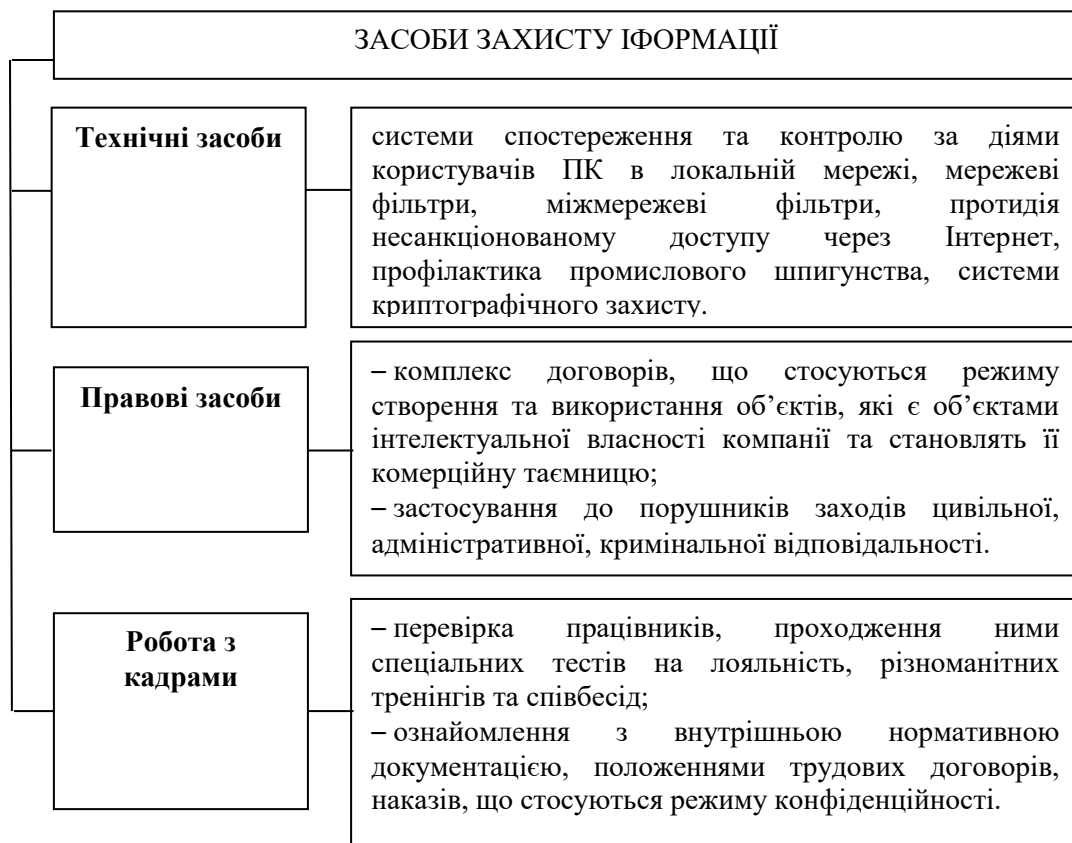 ЗАСОБИ ЗАХИСТУ ІФОРМАЦІЇ
Технічні засоби
системи спостереження та контролю за діями
користувачів ПК в локальній мережі, мережеві
фільтри, міжмережеві фільтри, протидія
несанкціонованому доступу через Інтернет,
профілактика промислового шпигунства, системи
криптографічного захисту.
Правові засоби
– комплекс договорів, що стосуються режиму
створення та використання об’єктів, які є об’єктами
інтелектуальної власності компанії та становлять її
комерційну таємницю;
– застосування до порушників заходів цивільної,
адміністративної, кримінальної відповідальності.
Робота з
кадрами
– перевірка працівників, проходження ними
спеціальних тестів на лояльність, різноманітних
тренінгів та співбесід;
– ознайомлення з внутрішньою нормативною
документацією, положеннями трудових договорів,
наказів, що стосуються режиму конфіденційності.